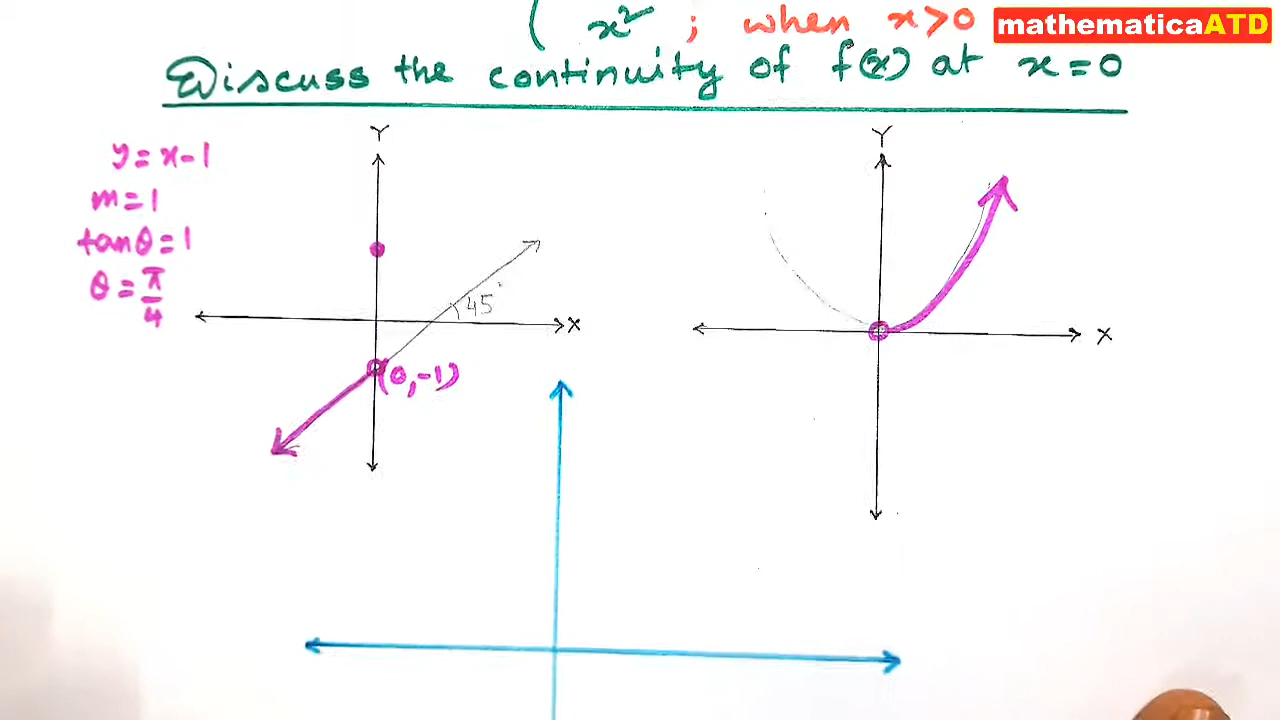 x² ; when x>0
mathematicaATD
Discuss the continuity of f(x) at x=0
y=x-1
m=1
tanθ=1
θ=π/4
Y
X
45°
(0,-1)
Y
X